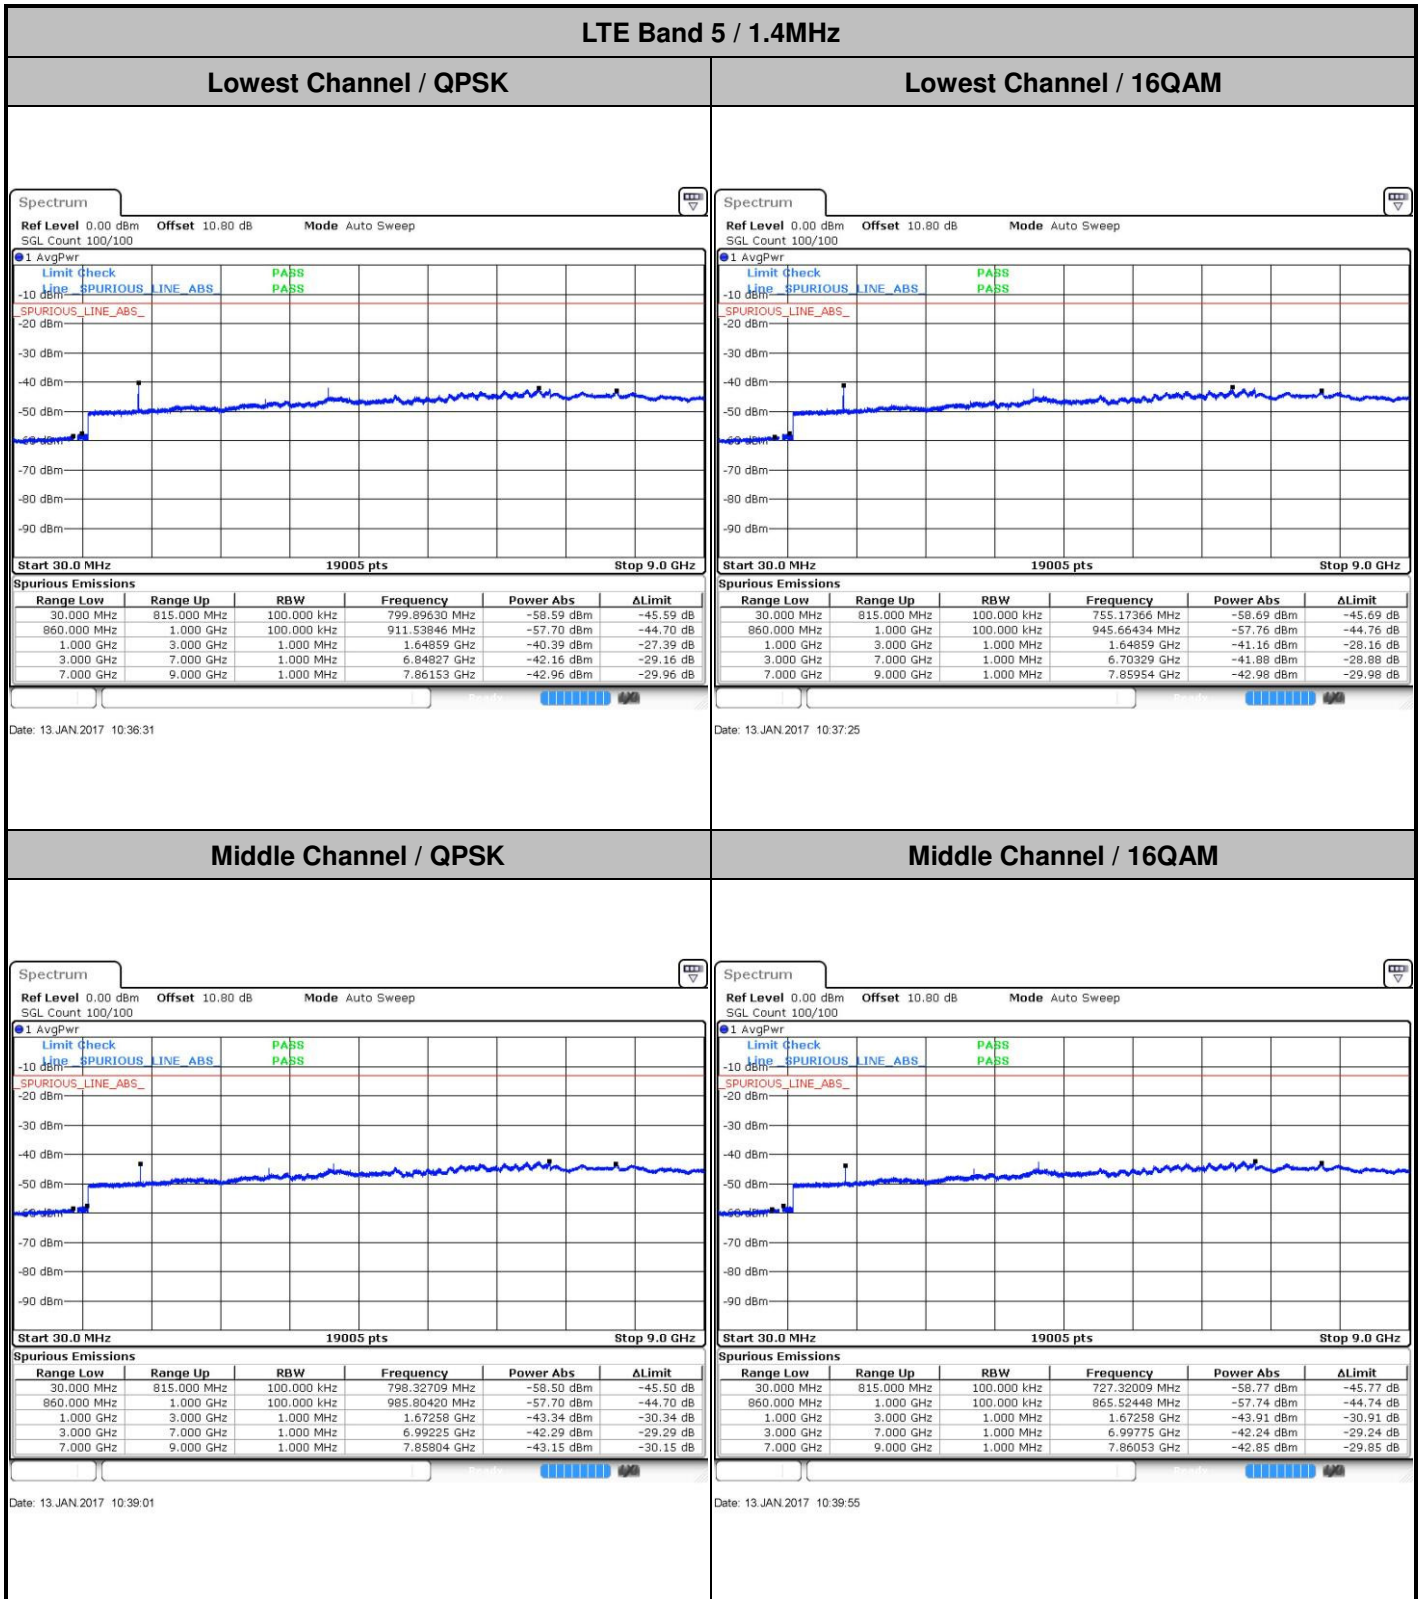 LTE Band 5 / 1.4MHz
Lowest Channel / QPSK
Lowest Channel / 16QAM
Spectrum
Ref Level 0.00 dBm Offset 10.80 dB Mode Auto Sweep
SGL Count 100/100
1 AvgPwr
Limit Check PASS
Line _SPURIOUS_LINE_ABS_ PASS
-10 dBm
_SPURIOUS_LINE_ABS_
-20 dBm
-30 dBm
-40 dBm
-50 dBm
-60 dBm
-70 dBm
-80 dBm
-90 dBm
Start 30.0 MHz 19005 pts Stop 9.0 GHz
Spurious Emissions
Range Low Range Up RBW Frequency Power Abs ΔLimit
30.000 MHz 815.000 MHz 100.000 kHz 799.89630 MHz -58.59 dBm -45.59 dB
860.000 MHz 1.000 GHz 100.000 kHz 911.53846 MHz -57.70 dBm -44.70 dB
1.000 GHz 3.000 GHz 1.000 MHz 1.64859 GHz -40.39 dBm -27.39 dB
3.000 GHz 7.000 GHz 1.000 MHz 6.84827 GHz -42.16 dBm -29.16 dB
7.000 GHz 9.000 GHz 1.000 MHz 7.86153 GHz -42.96 dBm -29.96 dB
Date: 13.JAN.2017 10:36:31
Spectrum
Ref Level 0.00 dBm Offset 10.80 dB Mode Auto Sweep
SGL Count 100/100
1 AvgPwr
Limit Check PASS
Line _SPURIOUS_LINE_ABS_ PASS
-10 dBm
_SPURIOUS_LINE_ABS_
-20 dBm
-30 dBm
-40 dBm
-50 dBm
-60 dBm
-70 dBm
-80 dBm
-90 dBm
Start 30.0 MHz 19005 pts Stop 9.0 GHz
Spurious Emissions
Range Low Range Up RBW Frequency Power Abs ΔLimit
30.000 MHz 815.000 MHz 100.000 kHz 755.17366 MHz -58.69 dBm -45.69 dB
860.000 MHz 1.000 GHz 100.000 kHz 945.66434 MHz -57.76 dBm -44.76 dB
1.000 GHz 3.000 GHz 1.000 MHz 1.64859 GHz -41.16 dBm -28.16 dB
3.000 GHz 7.000 GHz 1.000 MHz 6.70329 GHz -41.88 dBm -28.88 dB
7.000 GHz 9.000 GHz 1.000 MHz 7.85954 GHz -42.98 dBm -29.98 dB
Date: 13.JAN.2017 10:37:25
Middle Channel / QPSK
Middle Channel / 16QAM
Spectrum
Ref Level 0.00 dBm Offset 10.80 dB Mode Auto Sweep
SGL Count 100/100
1 AvgPwr
Limit Check PASS
Line _SPURIOUS_LINE_ABS_ PASS
-10 dBm
_SPURIOUS_LINE_ABS_
-20 dBm
-30 dBm
-40 dBm
-50 dBm
-60 dBm
-70 dBm
-80 dBm
-90 dBm
Start 30.0 MHz 19005 pts Stop 9.0 GHz
Spurious Emissions
Range Low Range Up RBW Frequency Power Abs ΔLimit
30.000 MHz 815.000 MHz 100.000 kHz 798.32709 MHz -58.50 dBm -45.50 dB
860.000 MHz 1.000 GHz 100.000 kHz 985.80420 MHz -57.70 dBm -44.70 dB
1.000 GHz 3.000 GHz 1.000 MHz 1.67258 GHz -43.34 dBm -30.34 dB
3.000 GHz 7.000 GHz 1.000 MHz 6.99225 GHz -42.29 dBm -29.29 dB
7.000 GHz 9.000 GHz 1.000 MHz 7.85804 GHz -43.15 dBm -30.15 dB
Date: 13.JAN.2017 10:39:01
Spectrum
Ref Level 0.00 dBm Offset 10.80 dB Mode Auto Sweep
SGL Count 100/100
1 AvgPwr
Limit Check PASS
Line _SPURIOUS_LINE_ABS_ PASS
-10 dBm
_SPURIOUS_LINE_ABS_
-20 dBm
-30 dBm
-40 dBm
-50 dBm
-60 dBm
-70 dBm
-80 dBm
-90 dBm
Start 30.0 MHz 19005 pts Stop 9.0 GHz
Spurious Emissions
Range Low Range Up RBW Frequency Power Abs ΔLimit
30.000 MHz 815.000 MHz 100.000 kHz 727.32009 MHz -58.77 dBm -45.77 dB
860.000 MHz 1.000 GHz 100.000 kHz 865.52448 MHz -57.74 dBm -44.74 dB
1.000 GHz 3.000 GHz 1.000 MHz 1.67258 GHz -43.91 dBm -30.91 dB
3.000 GHz 7.000 GHz 1.000 MHz 6.99775 GHz -42.24 dBm -29.24 dB
7.000 GHz 9.000 GHz 1.000 MHz 7.86053 GHz -42.85 dBm -29.85 dB
Date: 13.JAN.2017 10:39:55